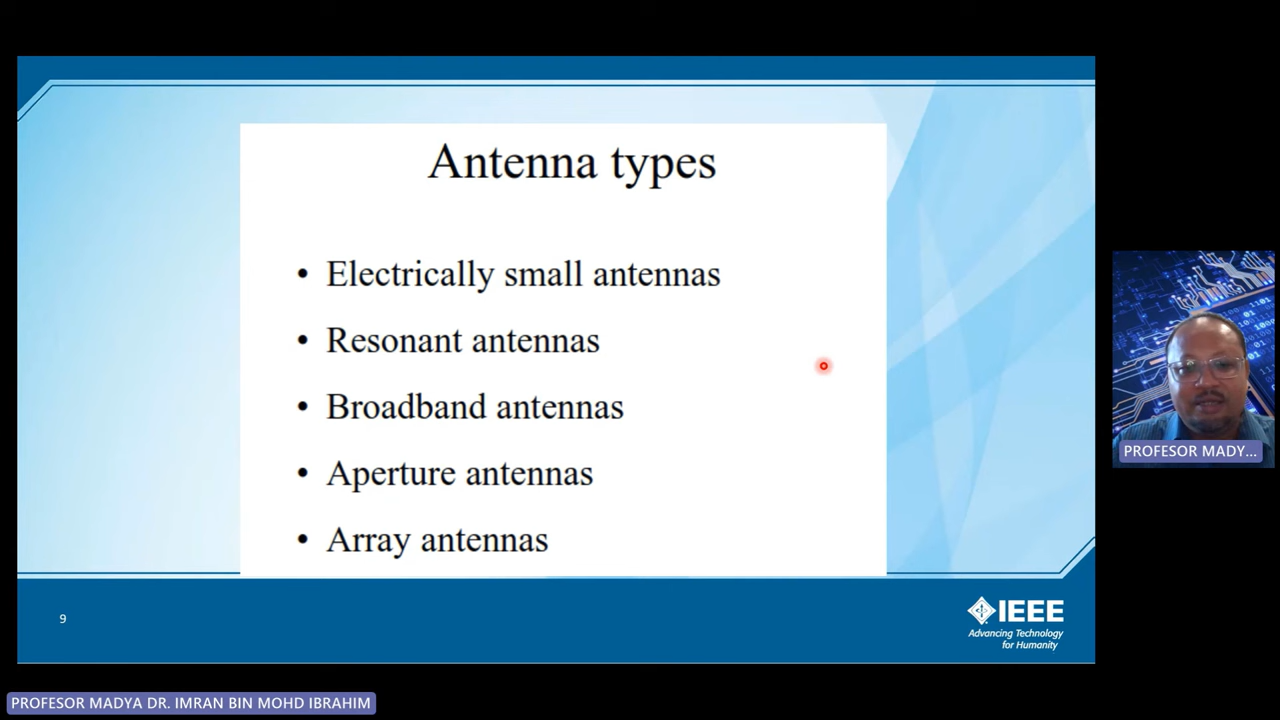 Antenna types
• Electrically small antennas
• Resonant antennas
• Broadband antennas
• Aperture antennas
• Array antennas
9
IEEE
Advancing Technology
for Humanity
PROFESOR MADY...
PROFESOR MADYA DR. IMRAN BIN MOHD IBRAHIM